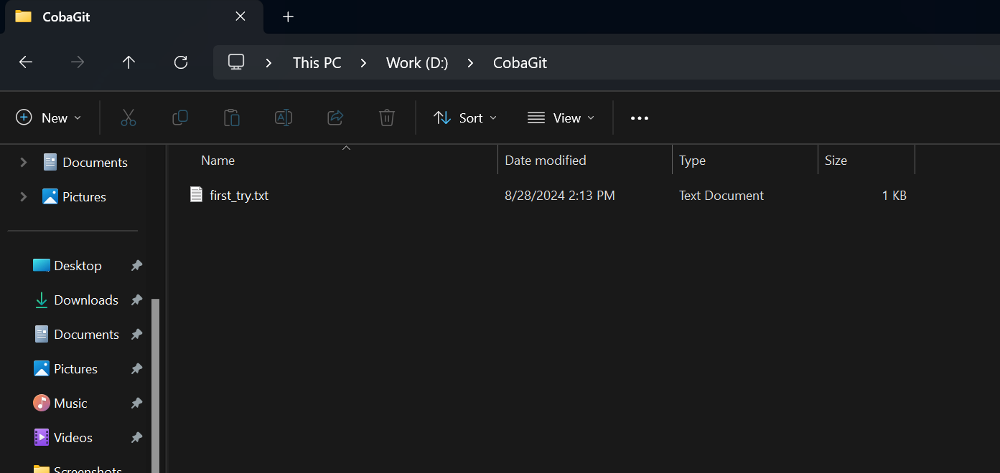 CobaGit
This PC > Work (D:) > CobaGit
New
Sort
View
Name Date modified Type Size
first_try.txt 8/28/2024 2:13 PM Text Document 1 KB
Documents
Pictures
Desktop
Downloads
Documents
Pictures
Music
Videos
Screenshots